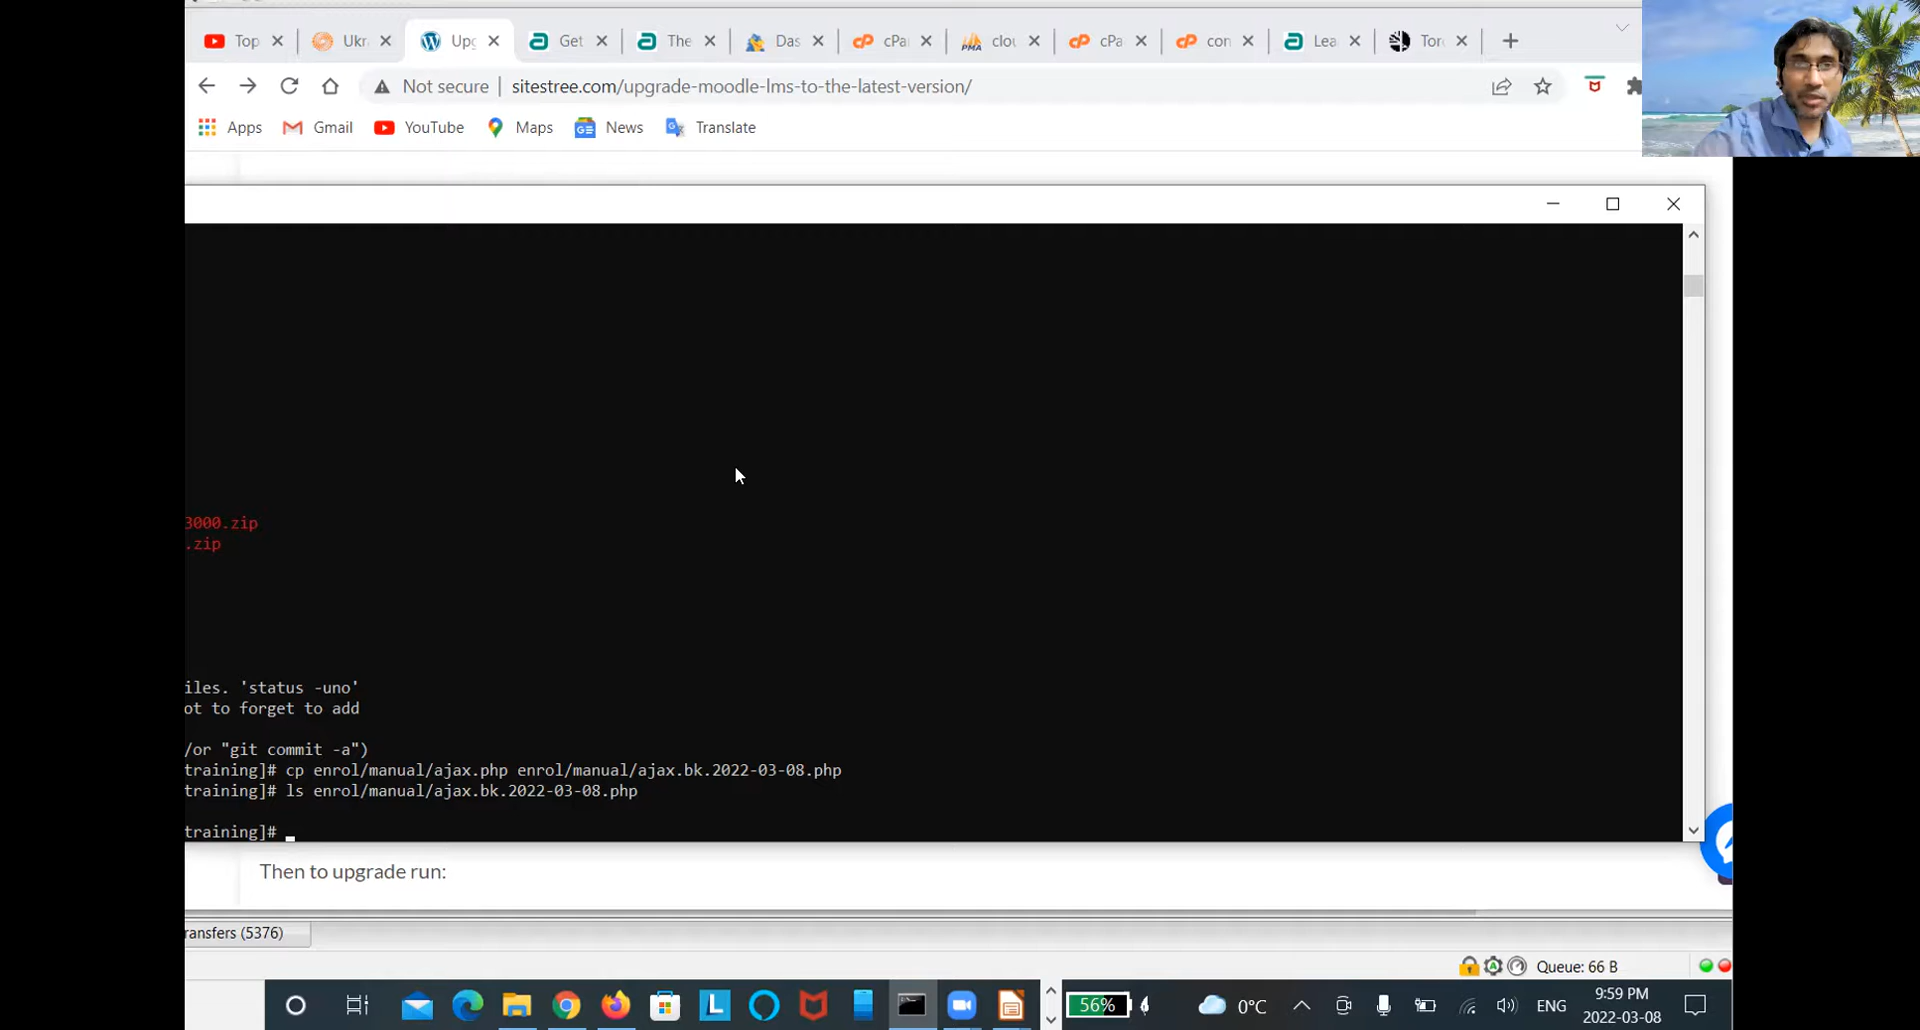 Top
Ukr
Upg
Get
The
Das
cPa
PMA
clou
cPa
con
Lea
Tor
Not secure
sitestree.com/upgrade-moodle-lms-to-the-latest-version/
Apps
Gmail
YouTube
Maps
News
Translate
3000.zip
.zip
iles. 'status -uno'
ot to forget to add
/or "git commit -a")
training]# cp enrol/manual/ajax.php enrol/manual/ajax.bk.2022-03-08.php
training]# ls enrol/manual/ajax.bk.2022-03-08.php
training]#
Then to upgrade run:
ransfers (5376)
Queue: 66 B
56%
0°C
ENG
9:59 PM
2022-03-08